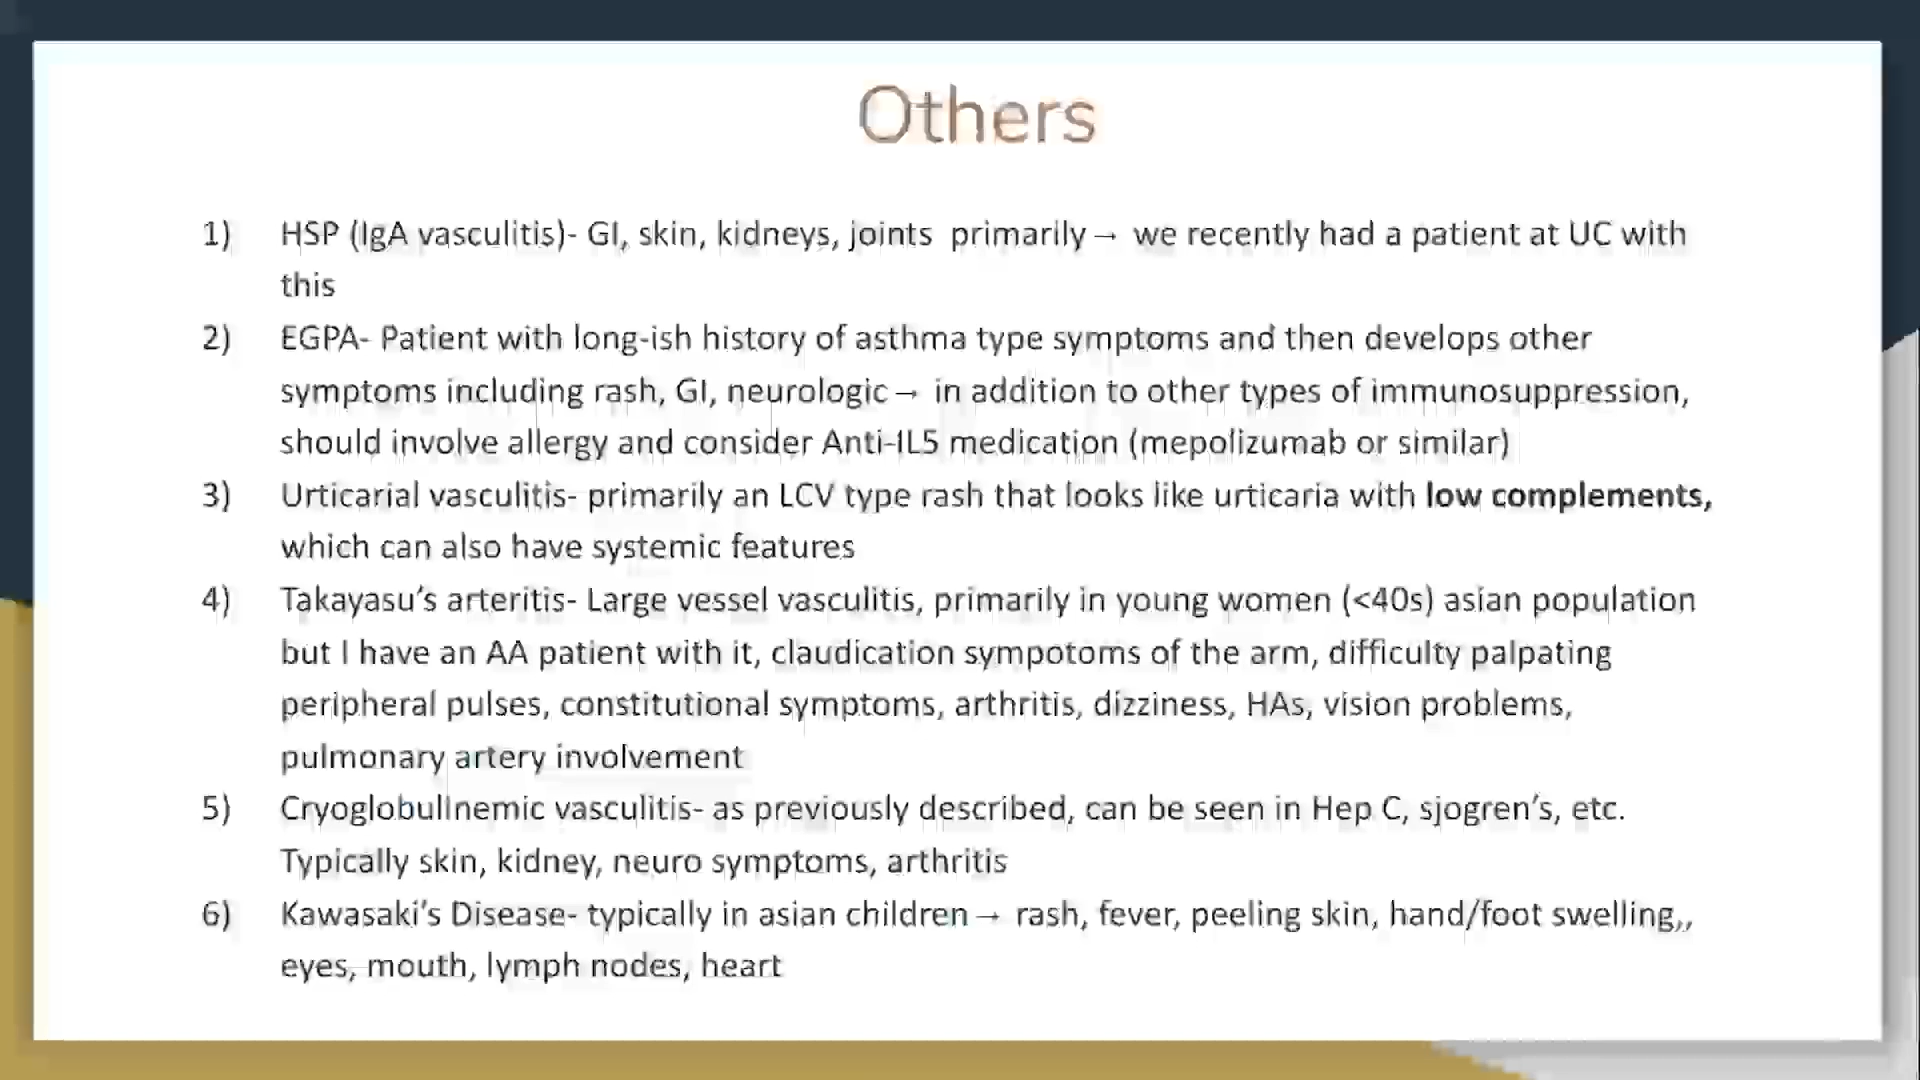 Others
1) HSP (IgA vasculitis)- GI, skin, kidneys, joints primarily→ we recently had a patient at UC with
this
2) EGPA- Patient with long-ish history of asthma type symptoms and then develops other
symptoms including rash, GI, neurologic→ in addition to other types of immunosuppression,
should involve allergy and consider Anti-IL5 medication (mepolizumab or similar)
3) Urticarial vasculitis- primarily an LCV type rash that looks like urticaria with low complements,
which can also have systemic features
4) Takayasu's arteritis- Large vessel vasculitis, primarily in young women (<40s) asian population
but I have an AA patient with it, claudication sympotoms of the arm, difficulty palpating
peripheral pulses, constitutional symptoms, arthritis, dizziness, HAs, vision problems,
pulmonary artery involvement
5) Cryoglobulinemic vasculitis- as previously described, can be seen in Hep C, sjogren's, etc.
Typically skin, kidney, neuro symptoms, arthritis
6) Kawasaki's Disease- typically in asian children→ rash, fever, peeling skin, hand/foot swelling,,
eyes, mouth, lymph nodes, heart